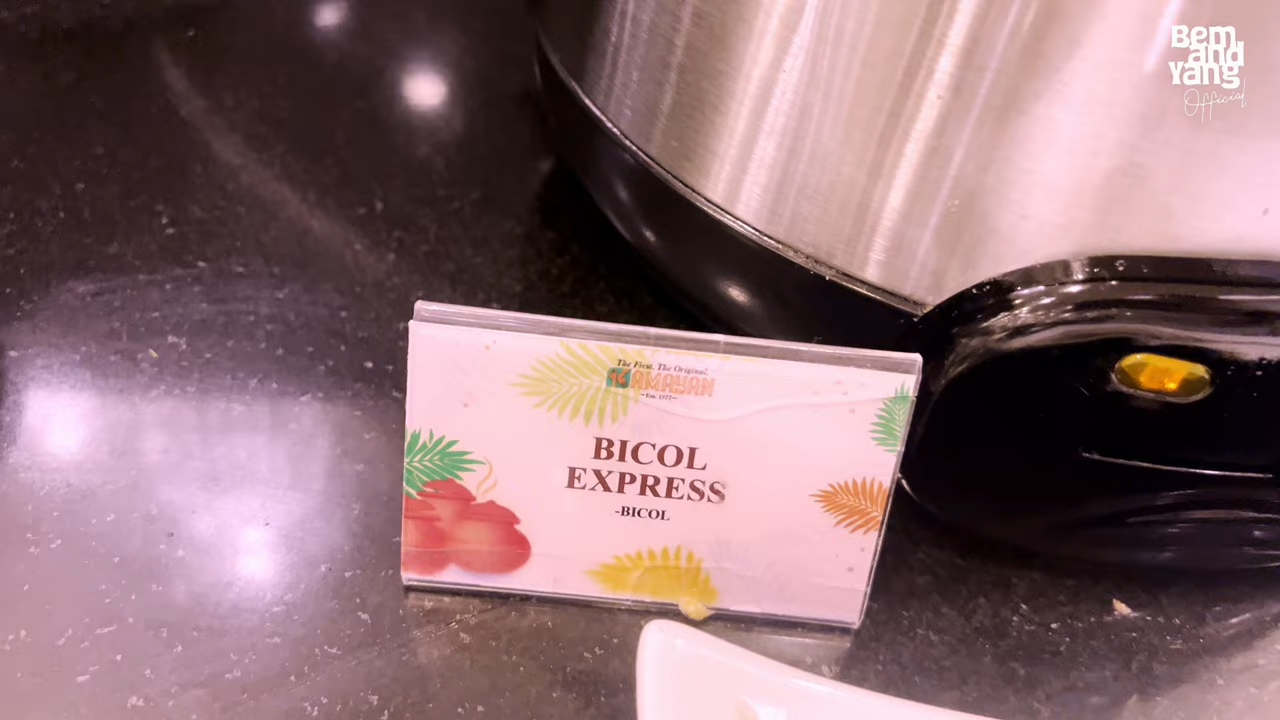 Bem
and
Yang
Official
The First. The Original.
KAMAYAN
~Est. 1977~
BICOL
EXPRESS
-BICOL